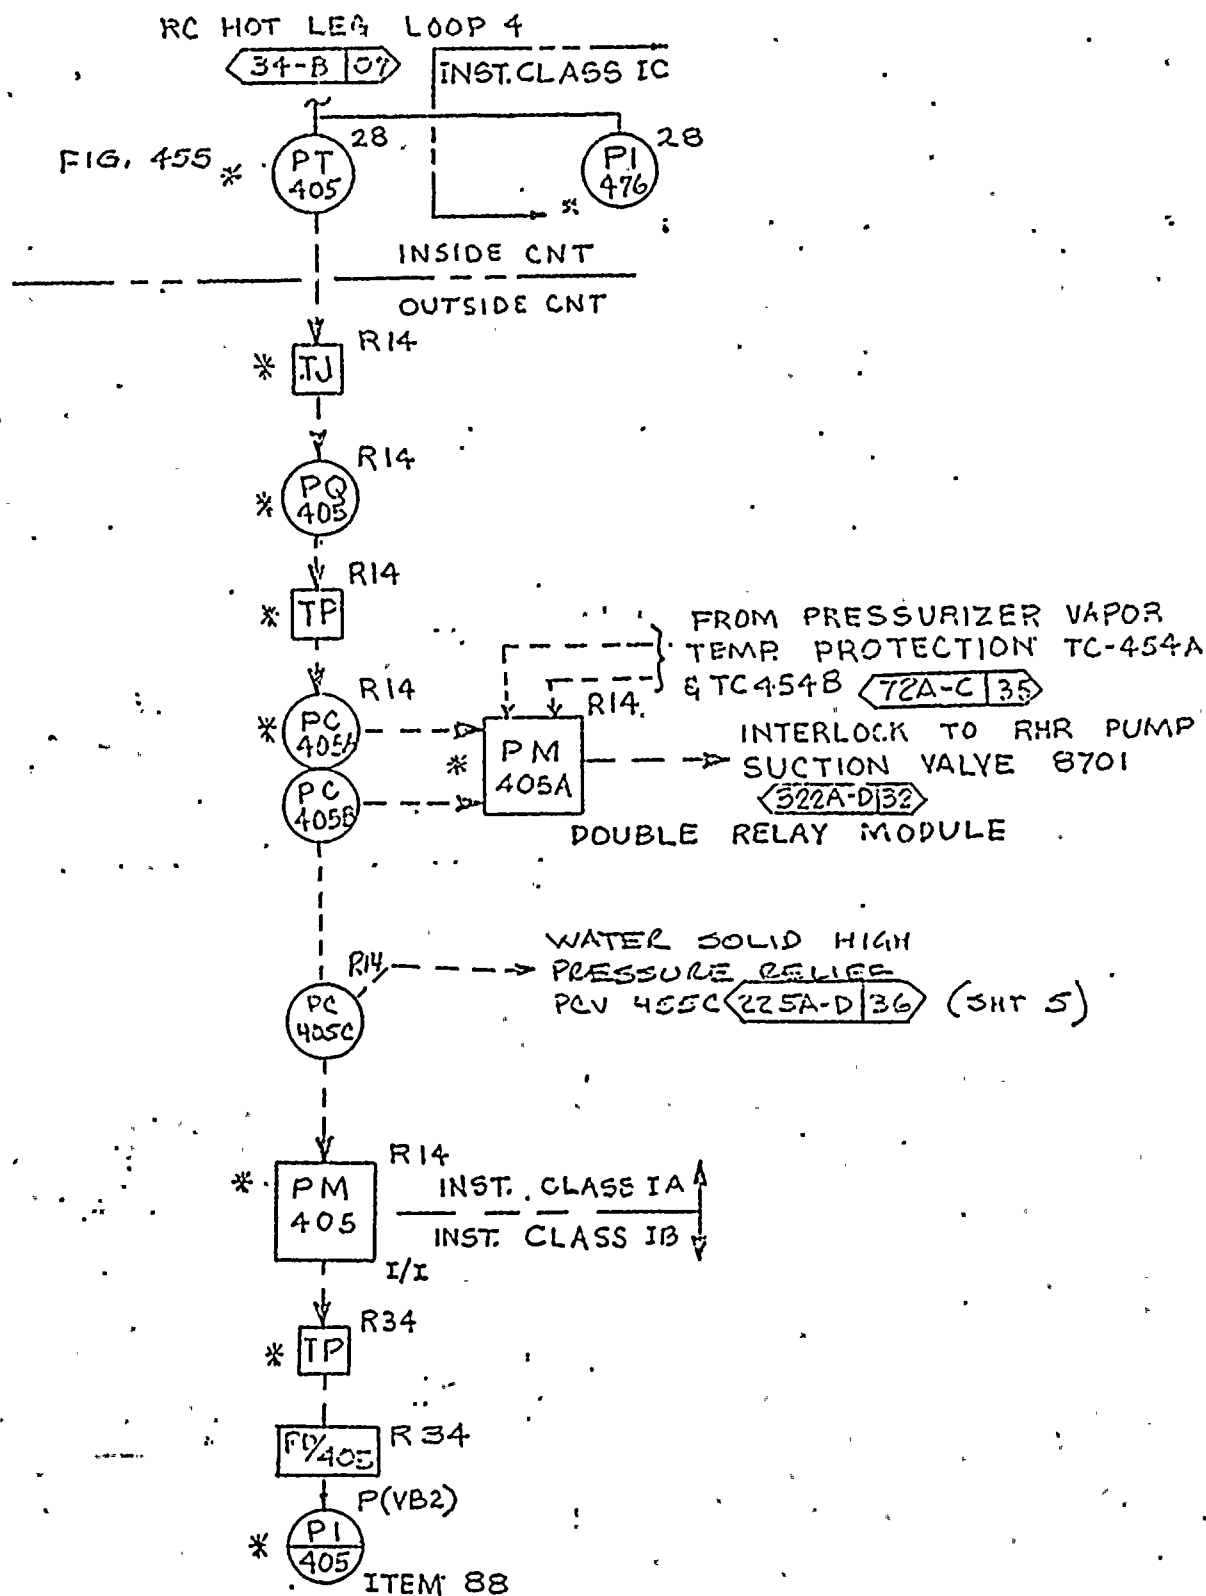 RC HOT LEG LOOP 4
34-B 07
INST. CLASS IC
FIG. 455 *
PT 405
28
PI 476
28
*
INSIDE CNT
OUTSIDE CNT
* TJ R14
* PQ 405 R14
* TP R14
FROM PRESSURIZER VAPOR
TEMP. PROTECTION TC-454A
& TC454B 72A-C 35
* PC 405A R14
PC 405B
* PM 405A R14
INTERLOCK TO RHR PUMP
SUCTION VALVE 8701
322A-D 32
DOUBLE RELAY MODULE
WATER SOLID HIGH
PRESSURE RELIEF
PCV 455C 225A-D 36 (SHT 5)
PC 405C R14
* PM 405 R14
INST. CLASS IA
INST. CLASS IB
I/I
* TP R34
/405 R34
P(VB2)
* PI 405
ITEM 88